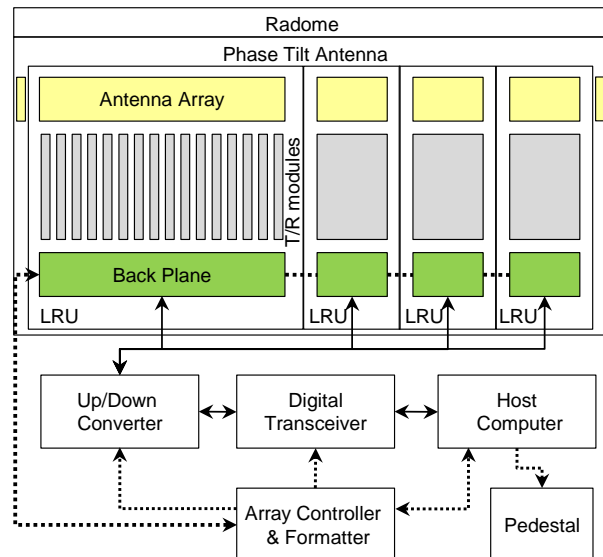 Radome
Phase Tilt Antenna
Antenna Array
T/R modules
Back Plane
LRU
LRU
LRU
LRU
Up/Down
Converter
Digital
Transceiver
Host
Computer
Array Controller
& Formatter
Pedestal